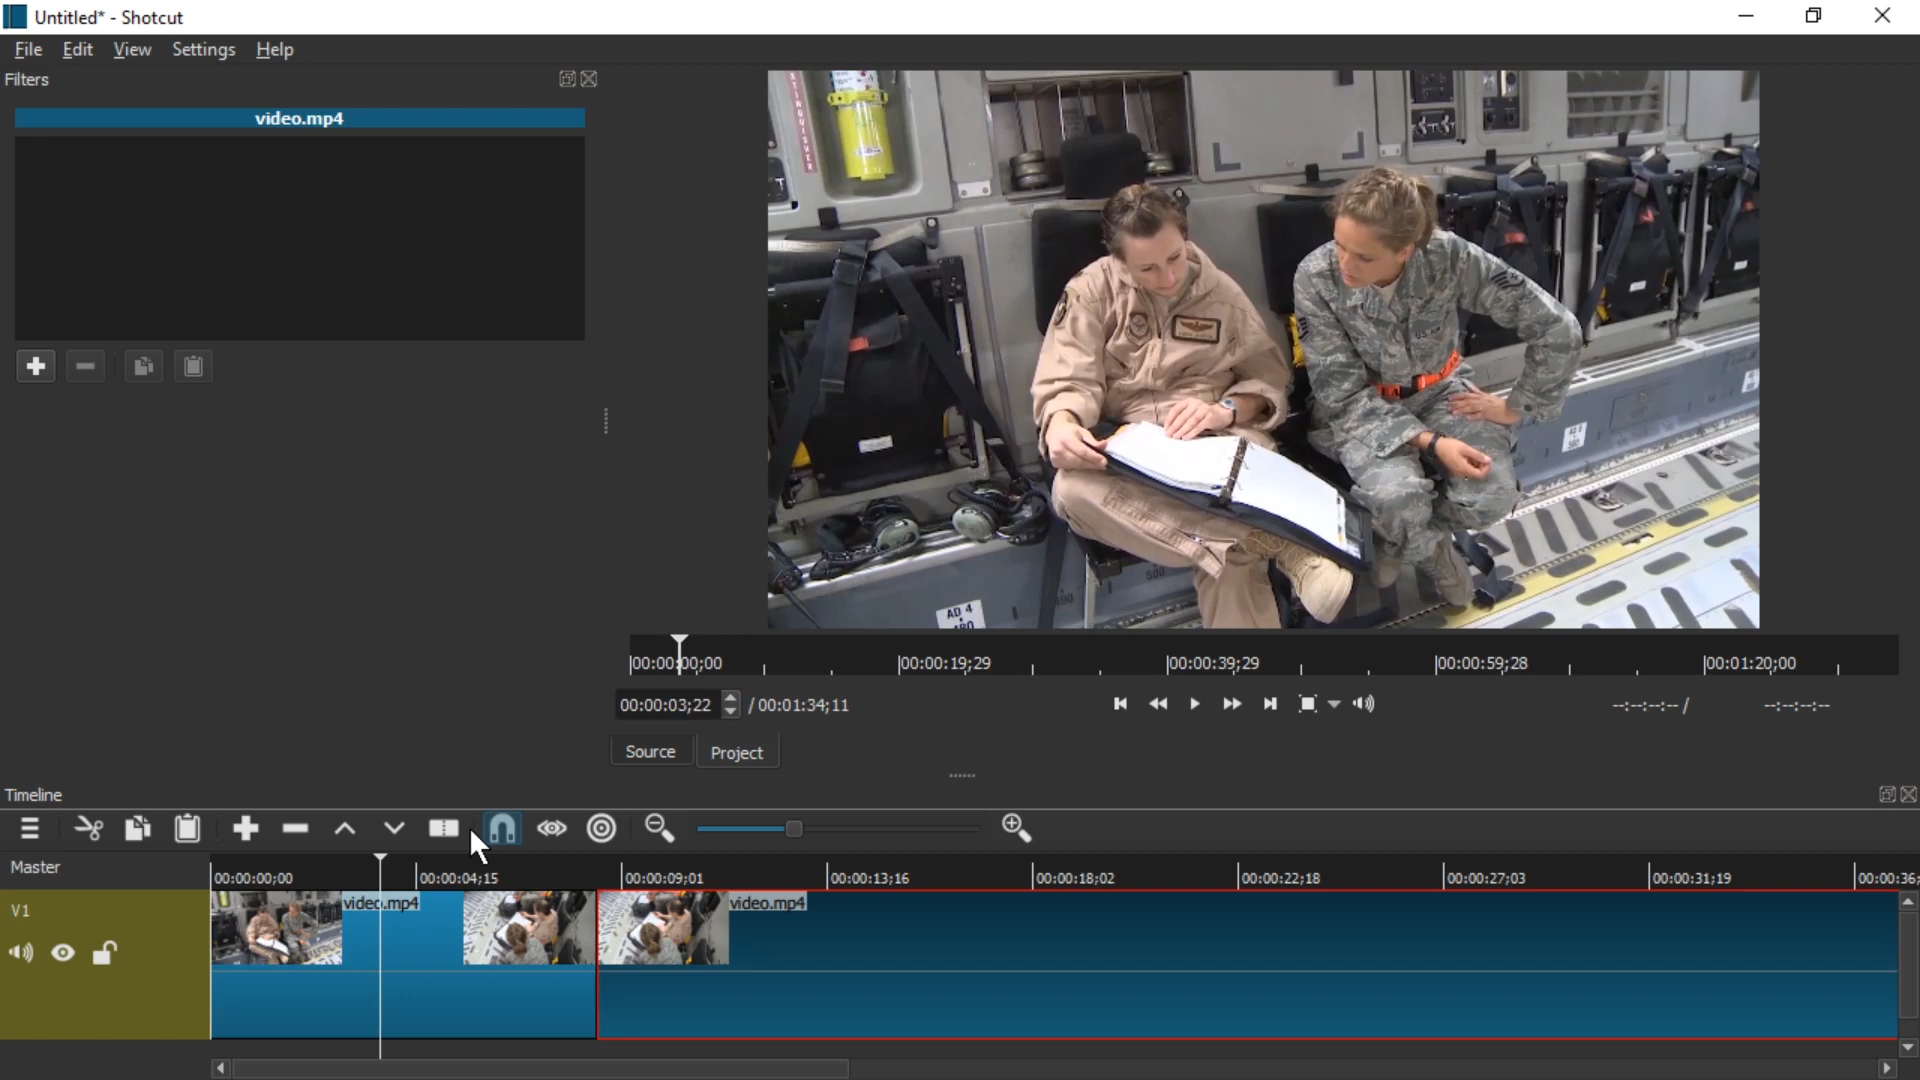 Untitled* - Shotcut
File Edit View Settings Help
Filters
video.mp4
AD 4
00:00:00;00 00:00:19;29 00:00:39;29 00:00:59;28 00:01:20;00
00:00:03;22 / 00:01:34;11 --:--:--:-- / --:--:--:--
Source Project
Timeline
Master 00:00:00;00 00:00:04;15 00:00:09;01 00:00:13;16 00:00:18;02 00:00:22;18 00:00:27;03 00:00:31;19 00:00:36;
V1 video.mp4 video.mp4